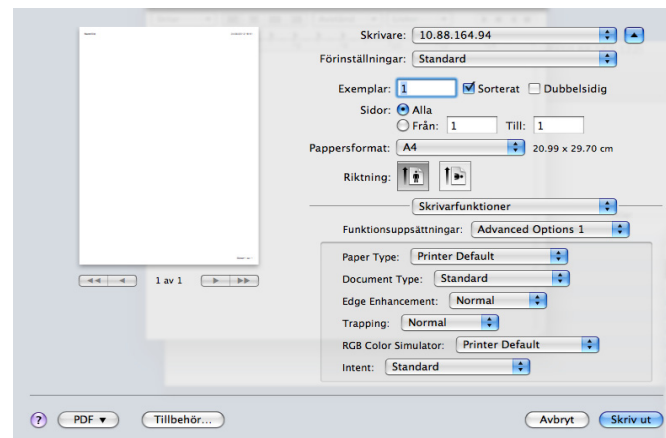 Skrivare: 10.88.164.94
Förinställningar: Standard
Exemplar: 1 Sorterat Dubbelsidig
Sidor: Alla
Från: 1 Till: 1
Pappersformat: A4 20.99 x 29.70 cm
Riktning:
Skrivarfunktioner
Funktionsuppsättningar: Advanced Options 1
Paper Type: Printer Default
Document Type: Standard
Edge Enhancement: Normal
Trapping: Normal
RGB Color Simulator: Printer Default
Intent: Standard
1 av 1
? PDF Tillbehör... Avbryt Skriv ut